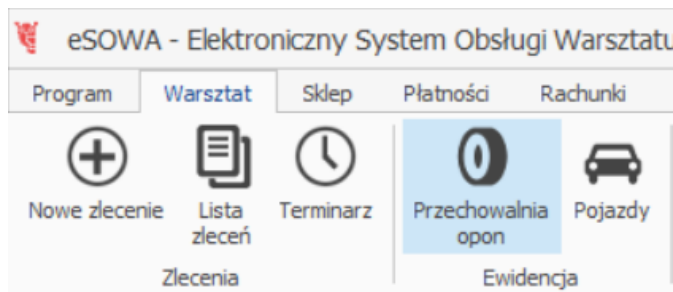 eSOWA - Elektroniczny System Obsługi Warsztatu
Program Warsztat Sklep Płatności Rachunki
Nowe zlecenie Lista Terminarz Przechowalnia Pojazdy
zleceń opon
Zlecenia Ewidencja